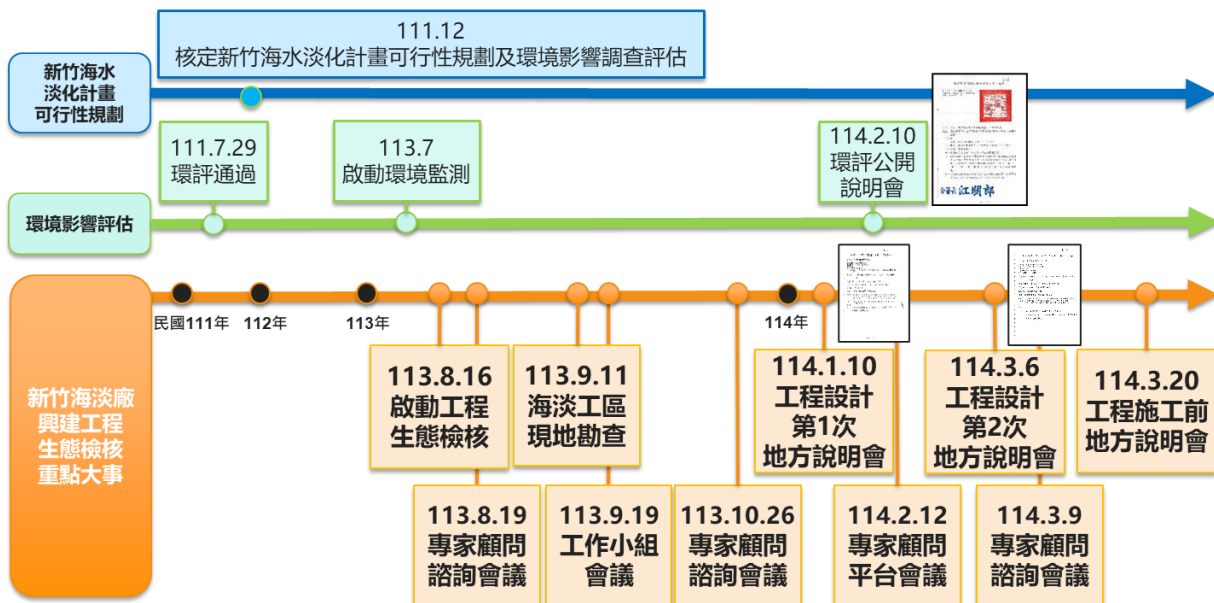 111.12
核定新竹海水淡化計畫可行性規劃及環境影響調查評估
新竹海水
淡化計畫
可行性規劃
111.7.29
環評通過
113.7
啟動環境監測
114.2.10
環評公開
說明會
江明郎
環境影響評估
民國111年
112年
113年
114年
新竹海淡廠
興建工程
生態檢核
重點大事
113.8.16
啟動工程
生態檢核
113.9.11
海淡工區
現地勘查
114.1.10
工程設計
第1次
地方說明會
114.3.6
工程設計
第2次
地方說明會
114.3.20
工程施工前
地方說明會
113.8.19
專家顧問
諮詢會議
113.9.19
工作小組
會議
113.10.26
專家顧問
諮詢會議
114.2.12
專家顧問
平台會議
114.3.9
專家顧問
諮詢會議